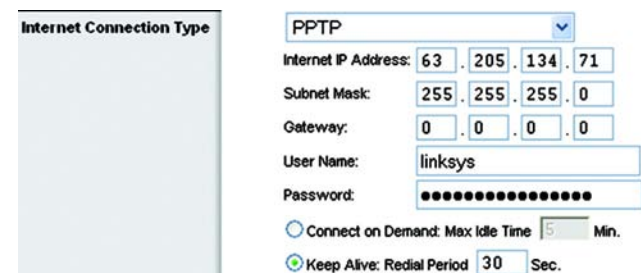 Internet Connection Type
PPTP
Internet IP Address: 63 . 205 . 134 . 71
Subnet Mask: 255 . 255 . 255 . 0
Gateway: 0 . 0 . 0 . 0
User Name: linksys
Password: ●●●●●●●●●●●●●●●●
Connect on Demand: Max Idle Time 5 Min.
Keep Alive: Redial Period 30 Sec.